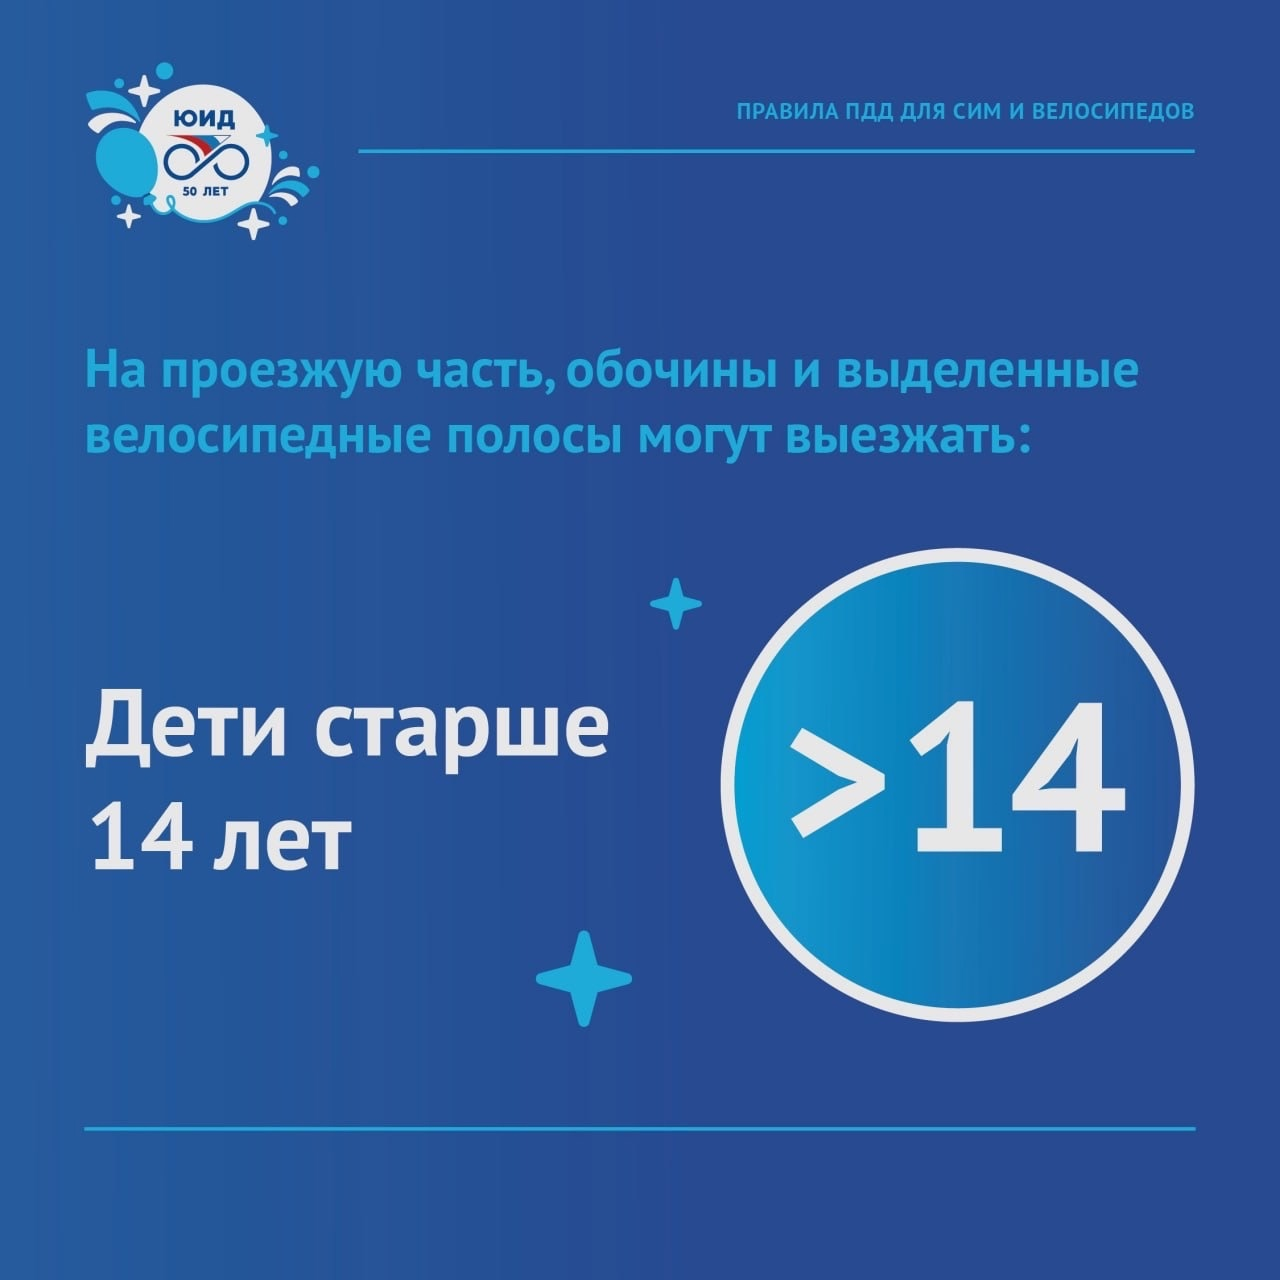 ЮИД
50 ЛЕТ
ПРАВИЛА ПДД ДЛЯ СИМ И ВЕЛОСИПЕДОВ
На проезжую часть, обочины и выделенные
велосипедные полосы могут выезжать:
Дети старше
14 лет
>14